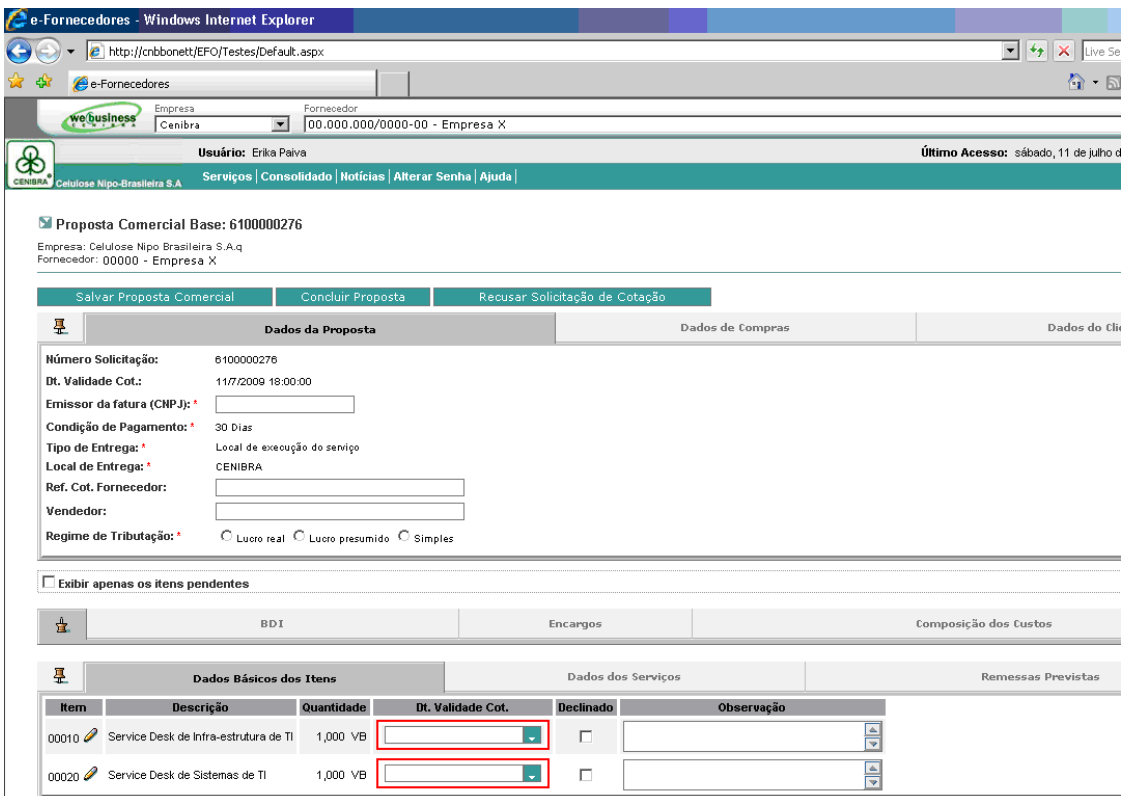 e-Fornecedores - Windows Internet Explorer
http://cnbbonett/EFO/Testes/Default.aspx
Live Se
e-Fornecedores
webusiness
CENIBRA
Empresa
Cenibra
Fornecedor
00.000.000/0000-00 - Empresa X
Usuário: Erika Paiva
Último Acesso: sábado, 11 de julho d
CENIBRA
Celulose Nipo-Brasileira S.A
Serviços | Consolidado | Notícias | Alterar Senha | Ajuda |
Proposta Comercial Base: 6100000276
Empresa: Celulose Nipo Brasileira S.A.q
Fornecedor: 00000 - Empresa X
Salvar Proposta Comercial Concluir Proposta Recusar Solicitação de Cotação
Dados da Proposta Dados de Compras Dados do Clie
Número Solicitação: 6100000276
Dt. Validade Cot.: 11/7/2009 18:00:00
Emissor da fatura (CNPJ): *
Condição de Pagamento: * 30 Dias
Tipo de Entrega: * Local de execução do serviço
Local de Entrega: * CENIBRA
Ref. Cot. Fornecedor:
Vendedor:
Regime de Tributação: * Lucro real Lucro presumido Simples
Exibir apenas os itens pendentes
BDI Encargos Composição dos Custos
Dados Básicos dos Itens Dados dos Serviços Remessas Previstas
Item Descrição Quantidade Dt. Validade Cot. Declinado Observação
00010 Service Desk de Infra-estrutura de TI 1,000 VB
00020 Service Desk de Sistemas de TI 1,000 VB